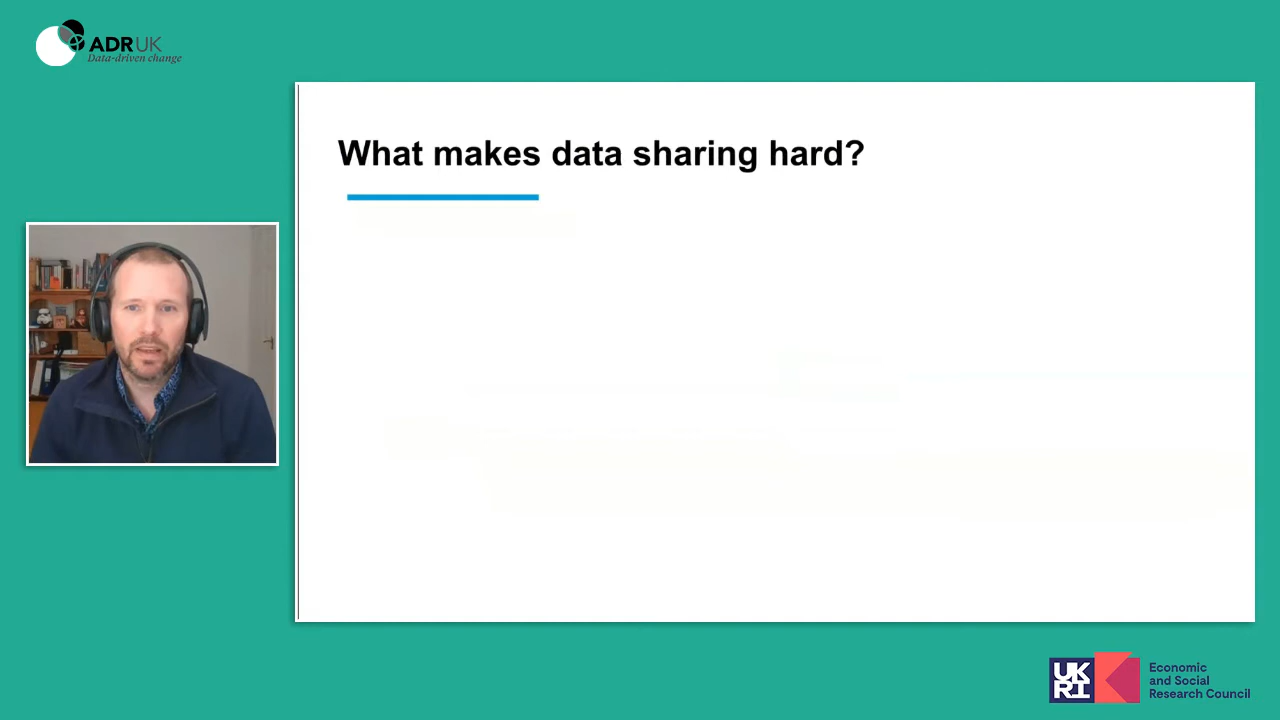 ADR UK
Data-driven change
What makes data sharing hard?
UK
RI
Economic
and Social
Research Council